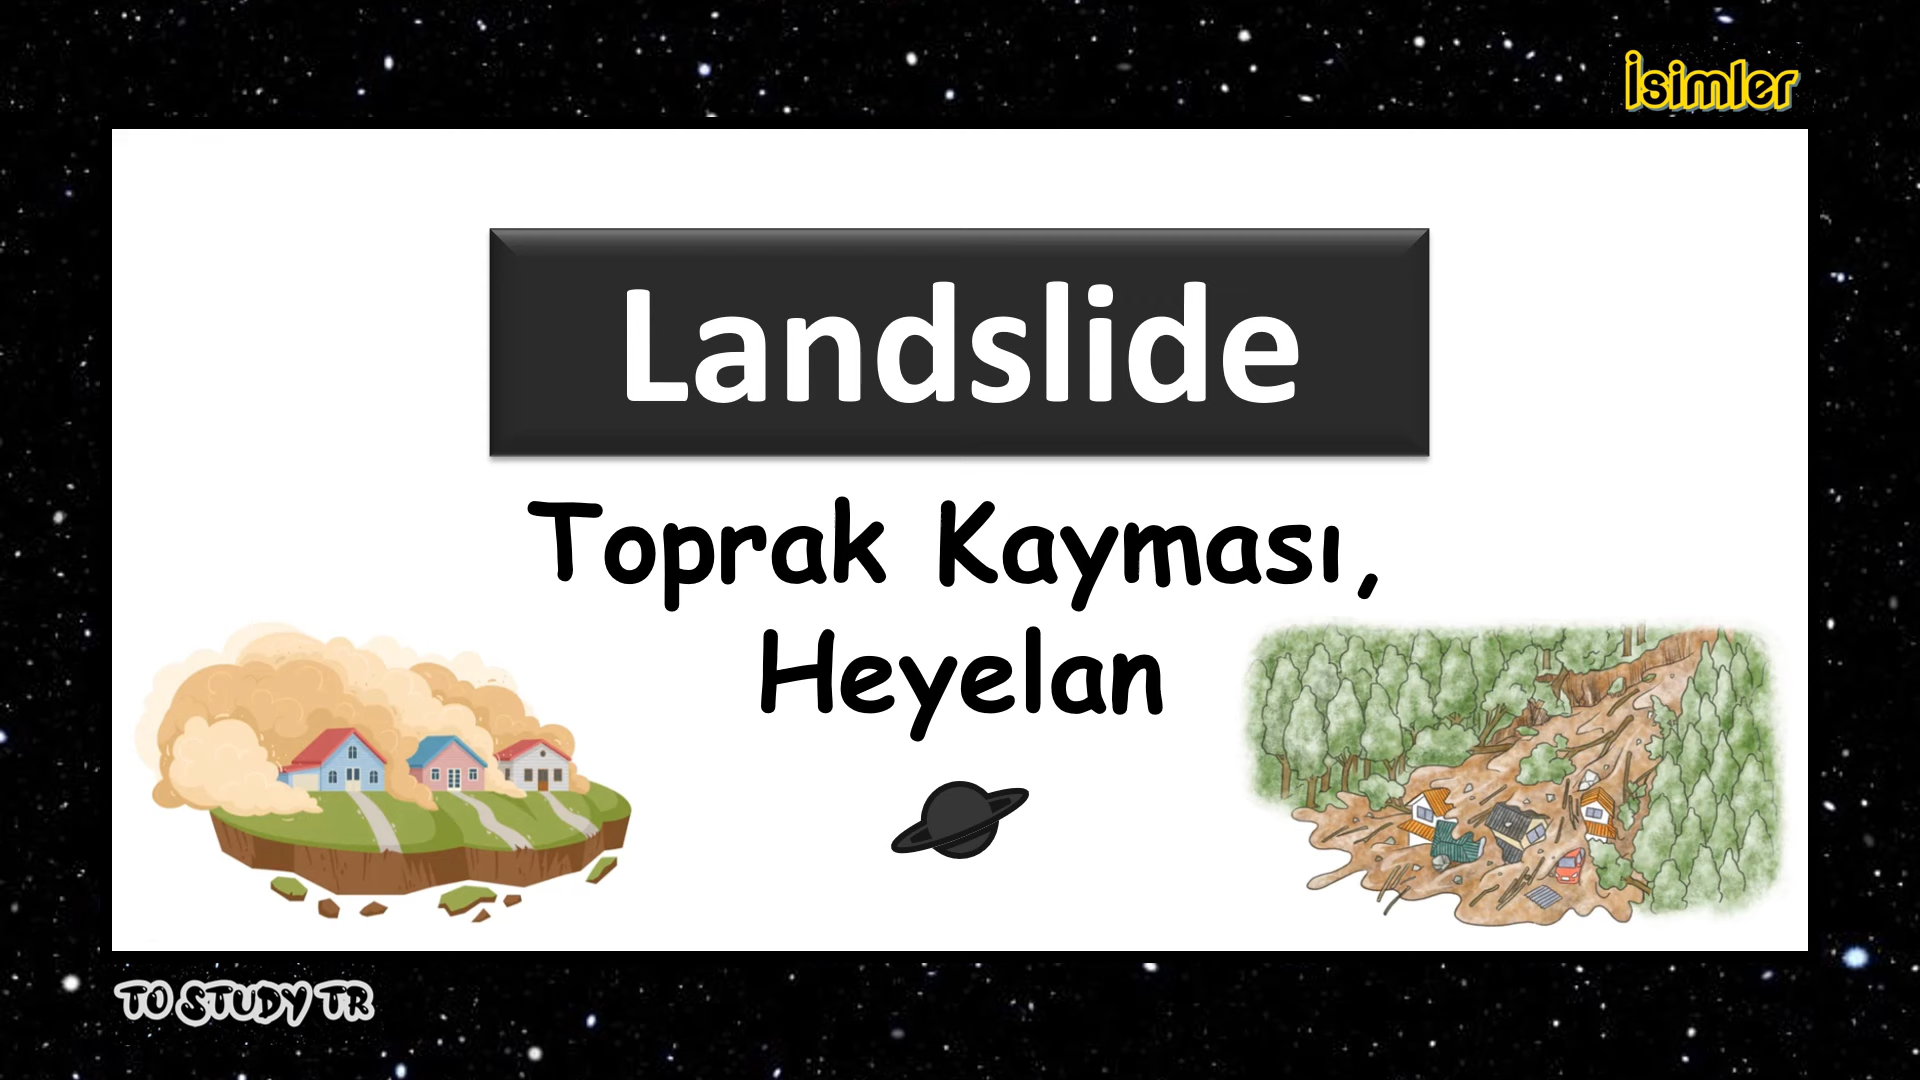 İsimler
Landslide
Toprak Kayması,
Heyelan
TO STUDY TR